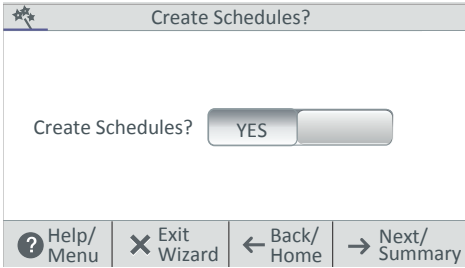 Create Schedules?
Create Schedules? YES
? Help/
Menu
Exit
Wizard
Back/
Home
Next/
Summary